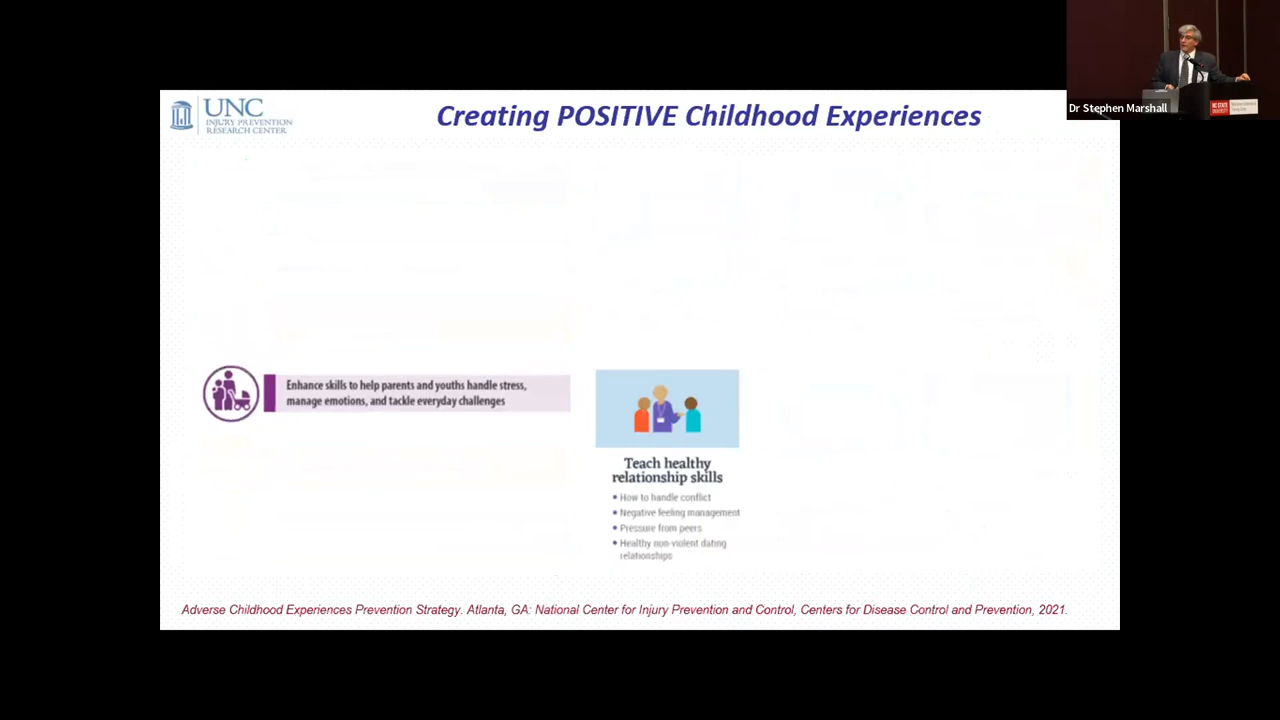 UNC
INJURY PREVENTION
RESEARCH CENTER
Creating POSITIVE Childhood Experiences
Dr Stephen Marshall
NC STATE
UNIVERSITY
Enhance skills to help parents and youths handle stress,
manage emotions, and tackle everyday challenges
Teach healthy
relationship skills
• How to handle conflict
• Negative feeling management
• Pressure from peers
• Healthy non-violent dating
relationships
Adverse Childhood Experiences Prevention Strategy. Atlanta, GA: National Center for Injury Prevention and Control, Centers for Disease Control and Prevention, 2021.